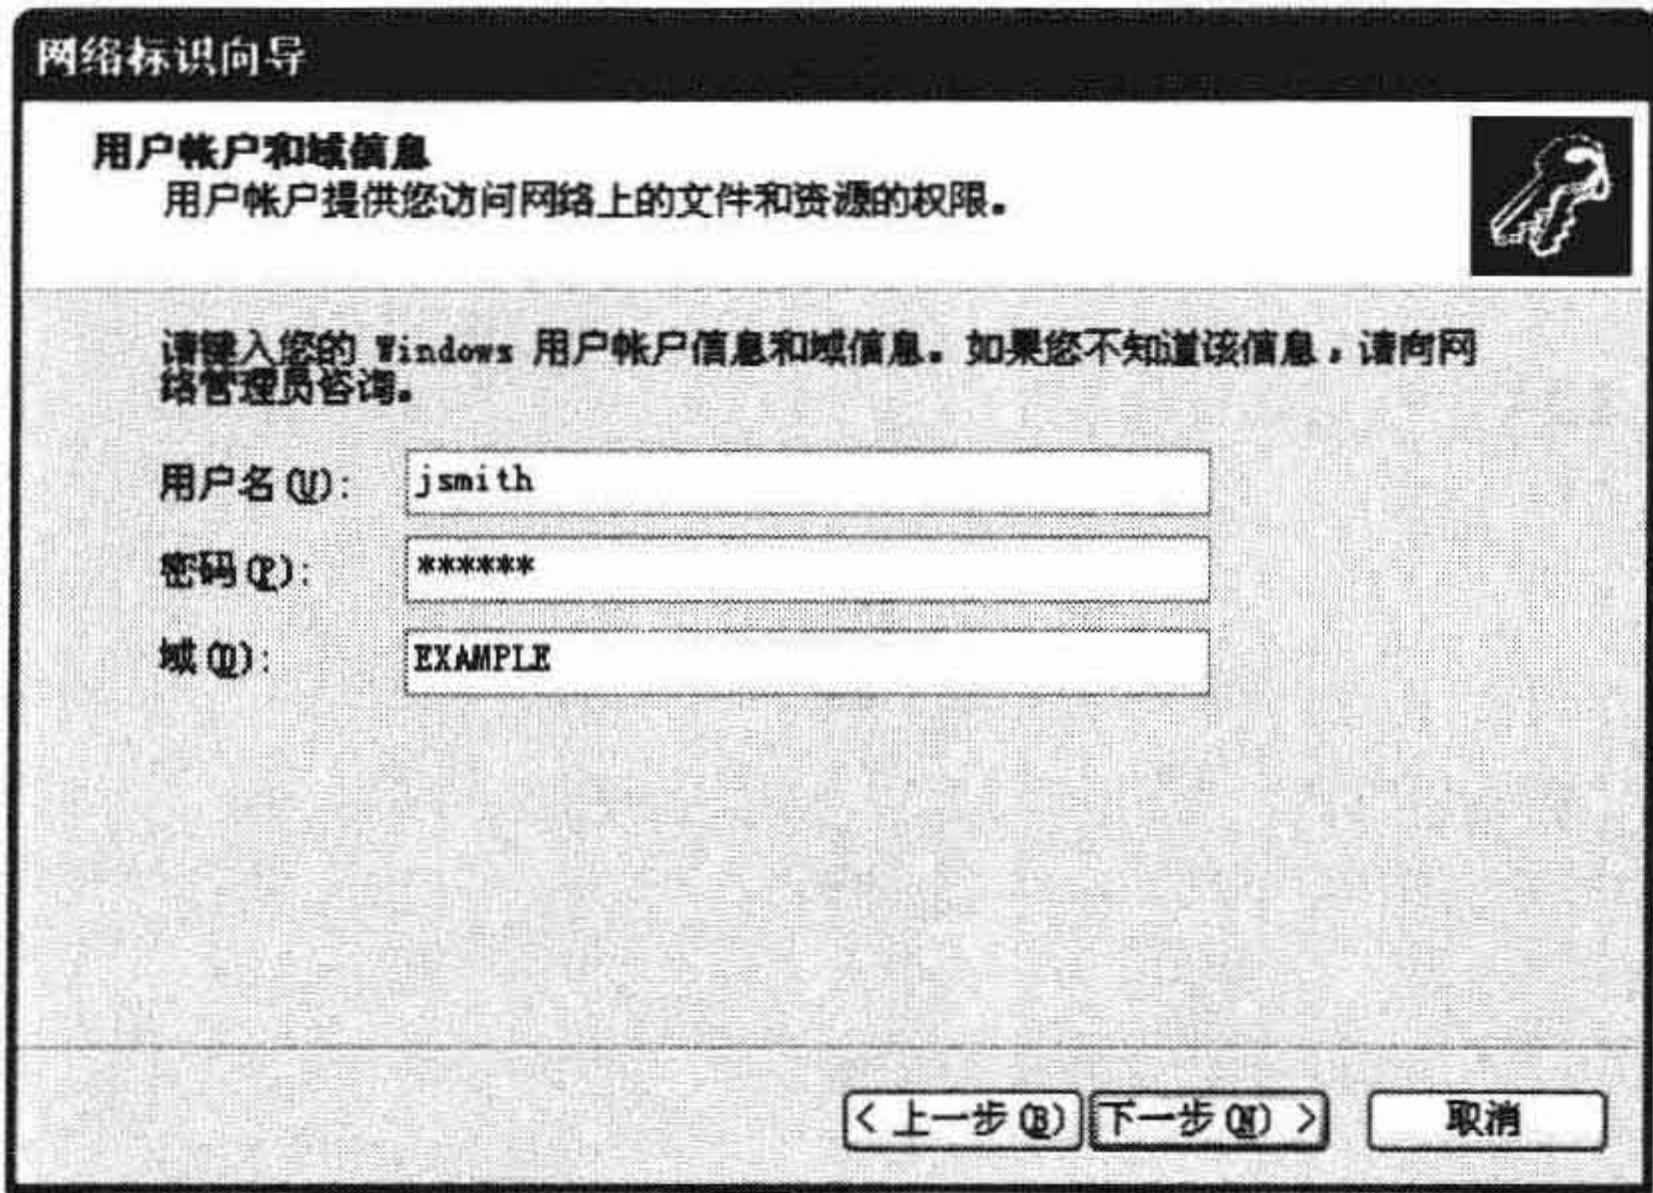 网络标识向导
用户帐户和域信息
用户帐户提供您访问网络上的文件和资源的权限。
请键入您的 Windows 用户帐户信息和域信息。如果您不知道该信息，请向网
络管理员咨询。
用户名(U): jsmith
密码(P): ******
域(D): EXAMPLE
< 上一步(B) 下一步(N) > 取消